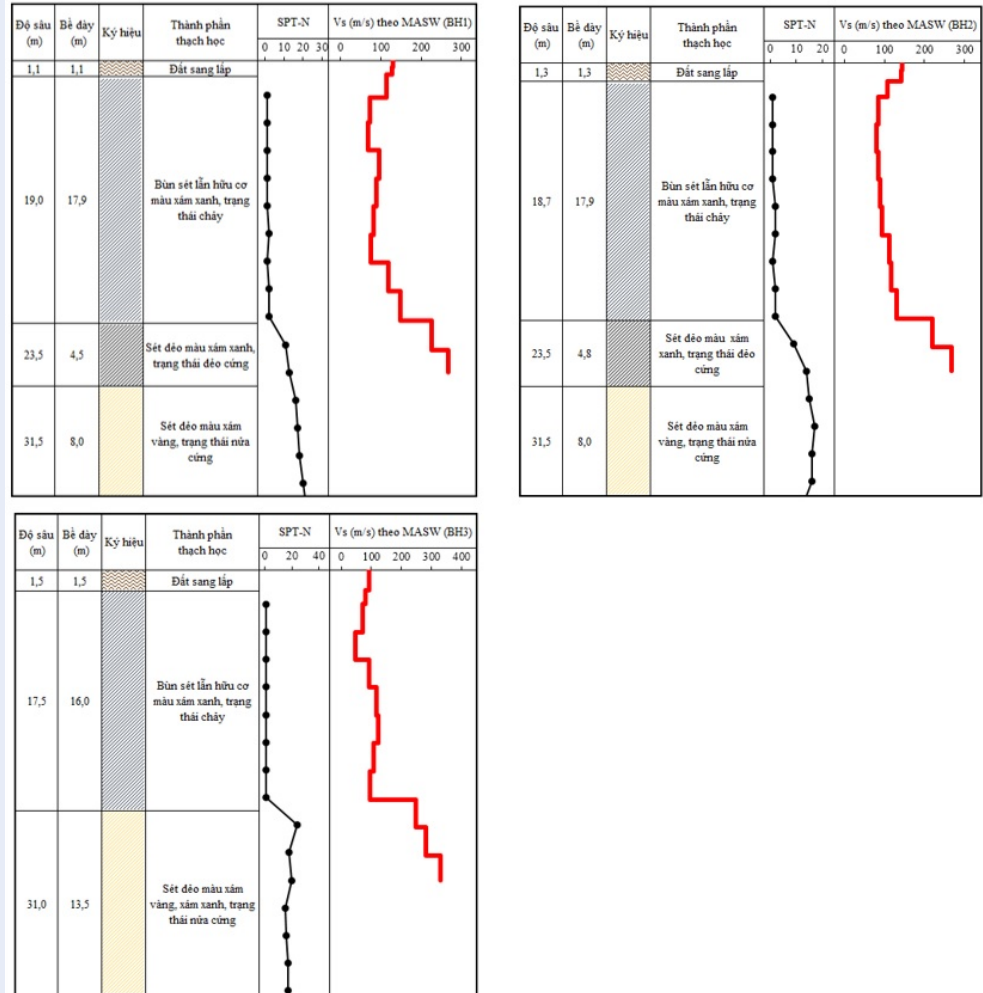 Độ sâu (m) Bề dày (m) Ký hiệu Thành phần thạch học SPT-N Vs (m/s) theo MASW (BH1)
0 10 20 30 0 100 200 300
1,1 1,1 Đất sang lấp
19,0 17,9 Bùn sét lẫn hữu cơ
màu xám xanh, trạng
thái chảy
23,5 4,5 Sét dẻo màu xám xanh,
trạng thái dẻo cứng
31,5 8,0 Sét dẻo màu xám
vàng, trạng thái nửa
cứng
Độ sâu (m) Bề dày (m) Ký hiệu Thành phần thạch học SPT-N Vs (m/s) theo MASW (BH2)
0 10 20 0 100 200 300
1,3 1,3 Đất sang lấp
18,7 17,9 Bùn sét lẫn hữu cơ
màu xám xanh, trạng
thái chảy
23,5 4,8 Sét dẻo màu xám
xanh, trạng thái dẻo
cứng
31,5 8,0 Sét dẻo màu xám
vàng, trạng thái nửa
cứng
Độ sâu (m) Bề dày (m) Ký hiệu Thành phần thạch học SPT-N Vs (m/s) theo MASW (BH3)
0 20 40 0 100 200 300 400
1,5 1,5 Đất sang lấp
17,5 16,0 Bùn sét lẫn hữu cơ
màu xám xanh, trạng
thái chảy
31,0 13,5 Sét dẻo màu xám
vàng, xám xanh, trạng
thái nửa cứng